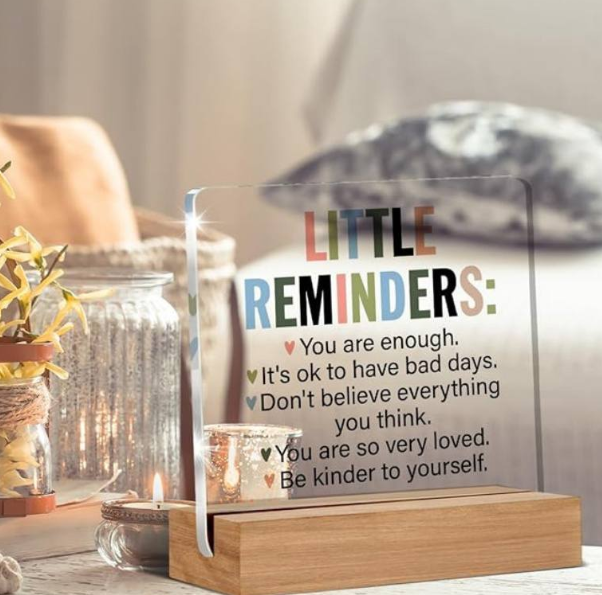 LITTLE
REMINDERS:
You are enough.
It's ok to have bad days.
Don't believe everything
you think.
You are so very loved.
Be kinder to yourself.